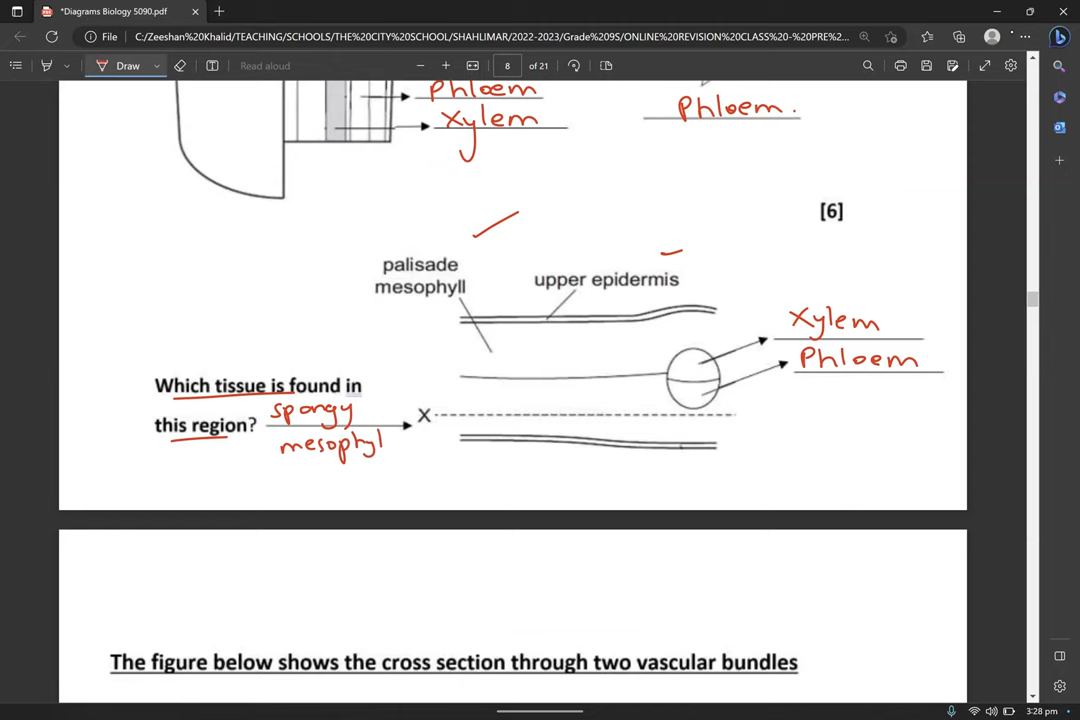 *Diagrams Biology 5090.pdf
File
C:/Zeeshan%20Khalid/TEACHING/SCHOOLS/THE%20CITY%20SCHOOL/SHAHLIMAR/2022-2023/Grade%209S/ONLINE%20REVISION%20CLASS%20-%20PRE%...
Draw
Read aloud
8 of 21
Phloem
Xylem
Phloem.
[6]
palisade
mesophyll
upper epidermis
Xylem
Phloem
Which tissue is found in
this region?
spongy
mesophyl
X
The figure below shows the cross section through two vascular bundles
3:28 pm